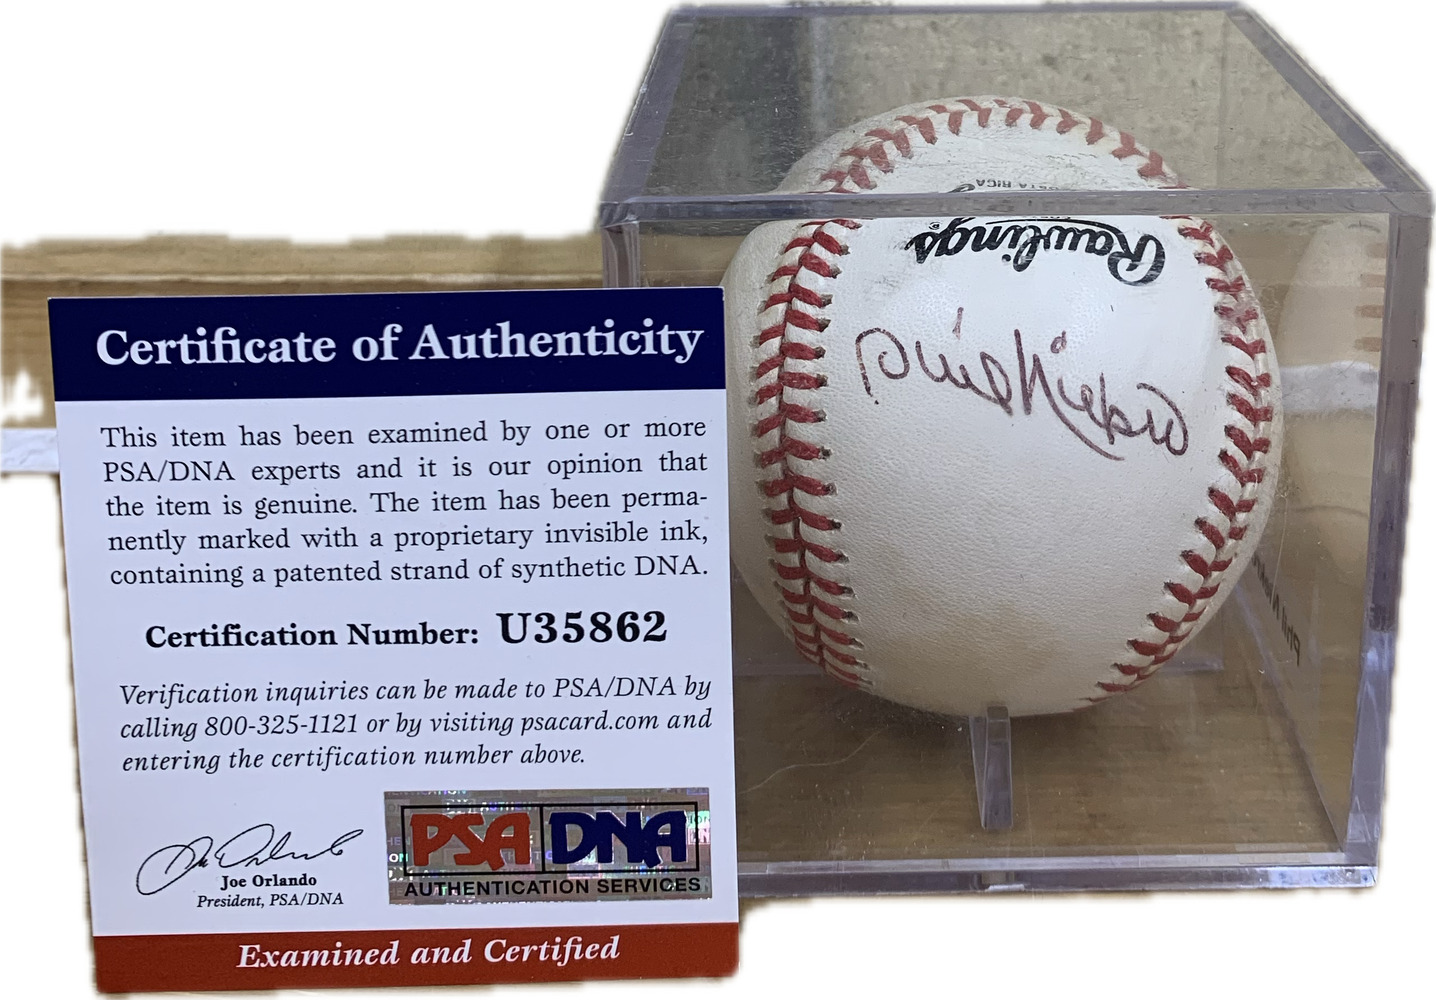 Certificate of Authenticity
This item has been examined by one or more
PSA/DNA experts and it is our opinion that
the item is genuine. The item has been perma-
nently marked with a proprietary invisible ink,
containing a patented strand of synthetic DNA.
Certification Number: U35862
Verification inquiries can be made to PSA/DNA by
calling 800-325-1121 or by visiting psacard.com and
entering the certification number above.
Joe Orlando
President, PSA/DNA
PSA DNA
AUTHENTICATION SERVICES
Examined and Certified
Rawlings
Phil Niekro